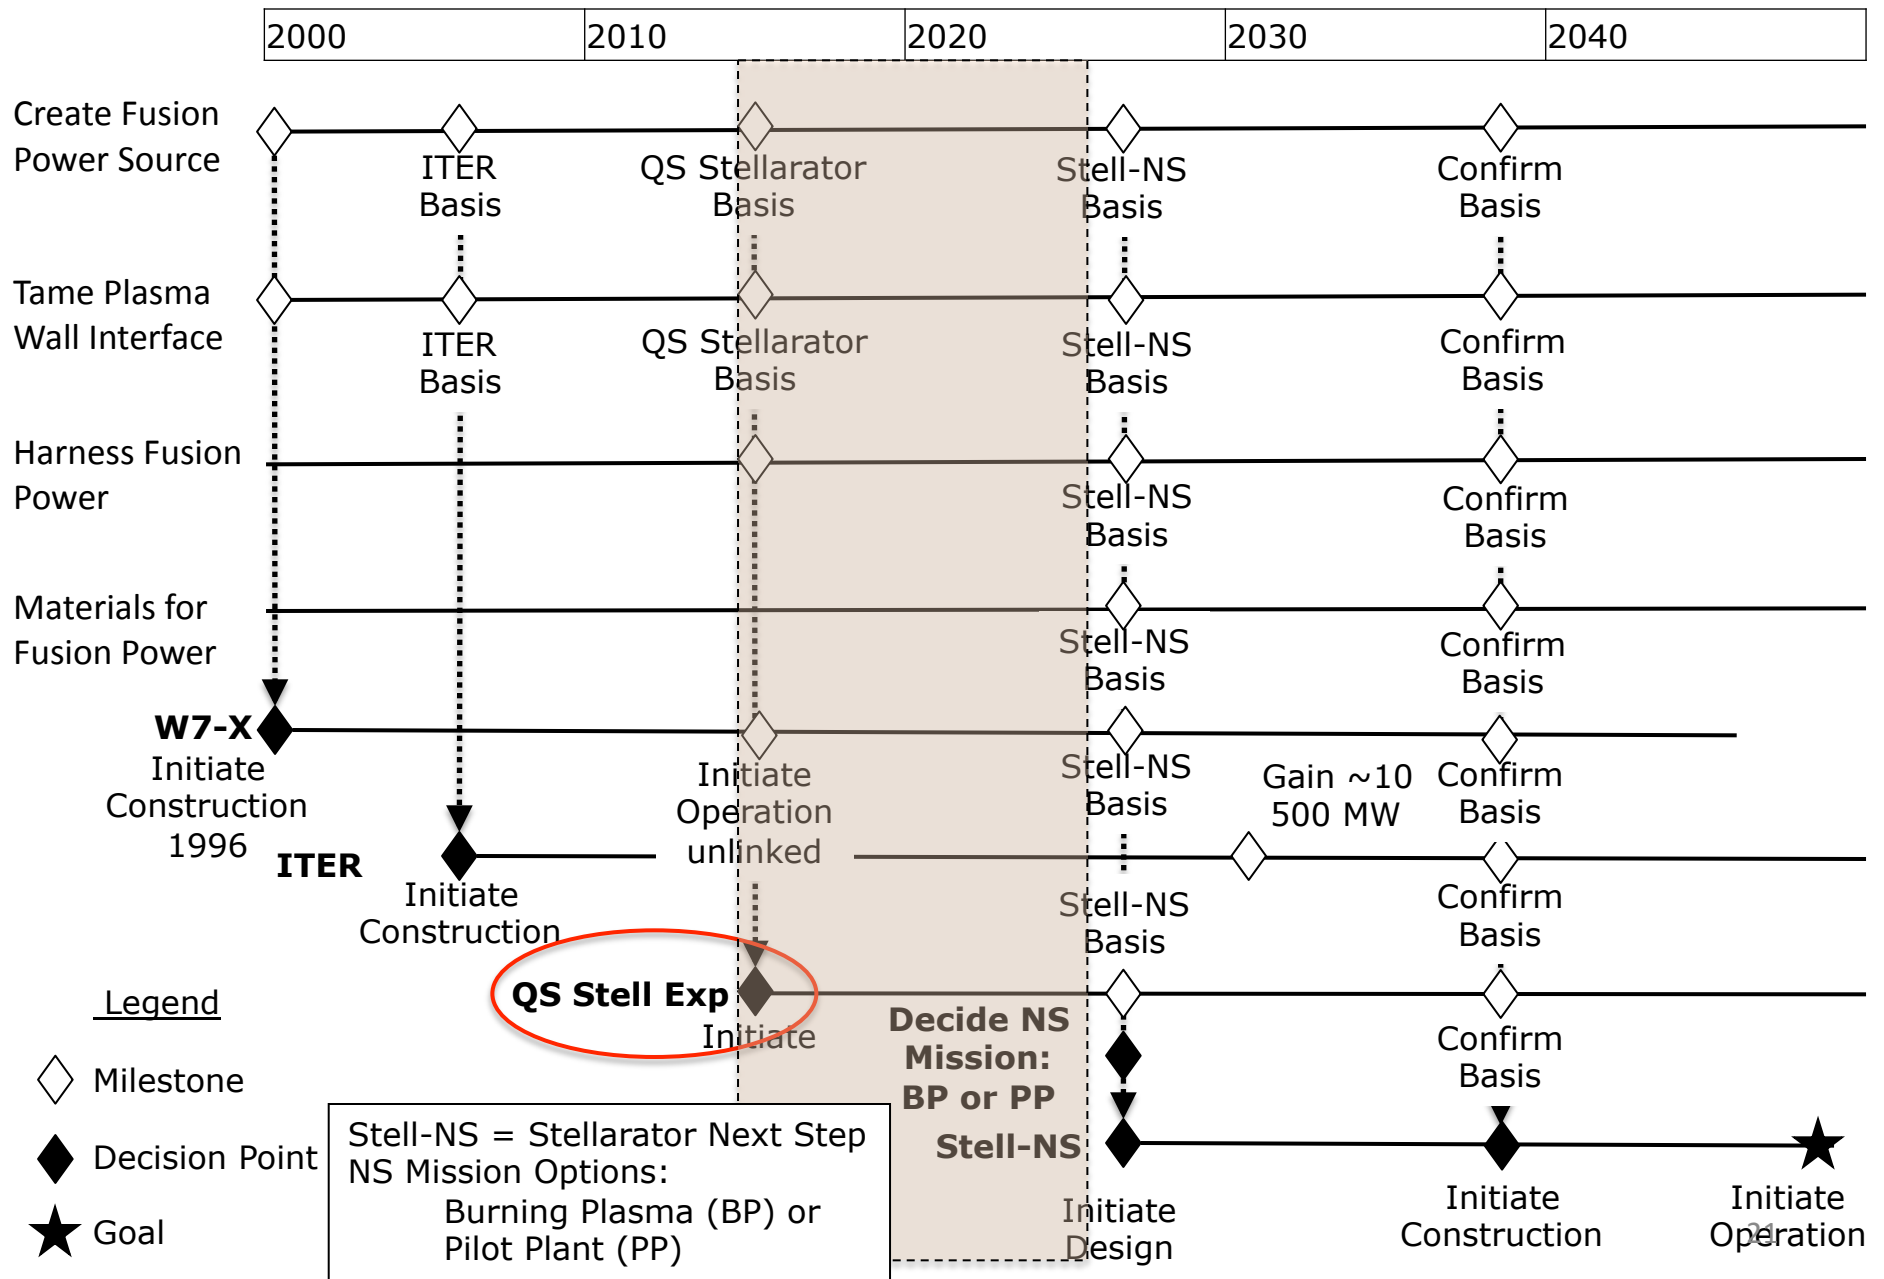 2000 2010 2020 2030 2040
Create Fusion
Power Source
ITER
Basis
QS Stellarator
Basis
Stell-NS
Basis
Confirm
Basis
Tame Plasma
Wall Interface
ITER
Basis
QS Stellarator
Basis
Stell-NS
Basis
Confirm
Basis
Harness Fusion
Power
Stell-NS
Basis
Confirm
Basis
Materials for
Fusion Power
Stell-NS
Basis
Confirm
Basis
W7-X
Initiate
Construction
1996
Initiate
Operation
unlinked
Stell-NS
Basis
Gain ~10
500 MW
Confirm
Basis
ITER
Initiate
Construction
Stell-NS
Basis
Confirm
Basis
QS Stell Exp
Initiate
Decide NS
Mission:
BP or PP
Confirm
Basis
Stell-NS
Initiate
Design
Initiate
Construction
Initiate
Operation
Legend
Milestone
Decision Point
Goal
Stell-NS = Stellarator Next Step
NS Mission Options:
Burning Plasma (BP) or
Pilot Plant (PP)
21